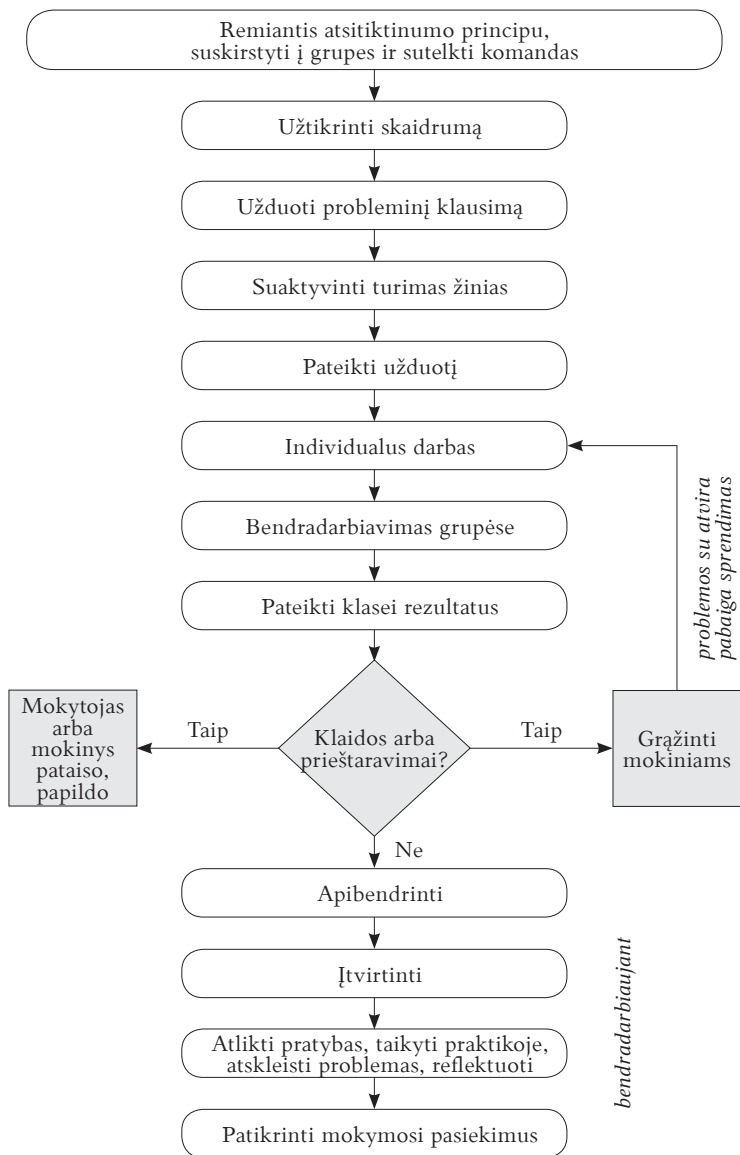 Remiantis atsitiktinumo principu,
suskirstyti į grupes ir sutelkti komandas
Užtikrinti skaidrumą
Užduoti probleminį klausimą
Suaktyvinti turimas žinias
Pateikti užduotį
Individualus darbas
Bendradarbiavimas grupėse
Pateikti klasei rezultatus
problemos su atvira
pabaiga sprendimas
Mokytojas
arba
mokinys
pataiso,
papildo
Taip
Klaidos arba
prieštaravimai?
Taip
Grąžinti
mokiniams
Ne
Apibendrinti
Įtvirtinti
Atlikti pratybas, taikyti praktikoje,
atskleisti problemas, reflektuoti
Patikrinti mokymosi pasiekimus
bendradarbiaujant